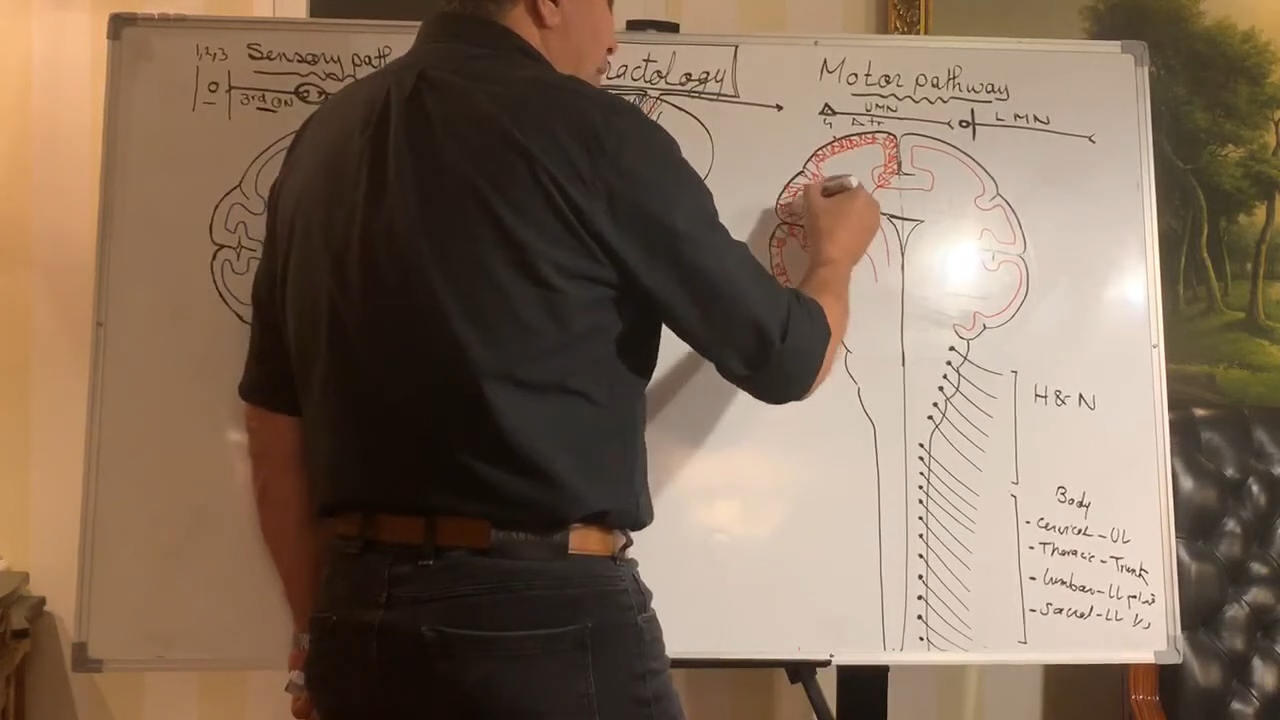 1,2,3 Sensory path
3rd ON
ractology
Motor pathway
UMN
LMN
H & N
Body
- Cervical - UL
- Thoracic - Trunk
- Lumbar - LL
- Sacral - LL